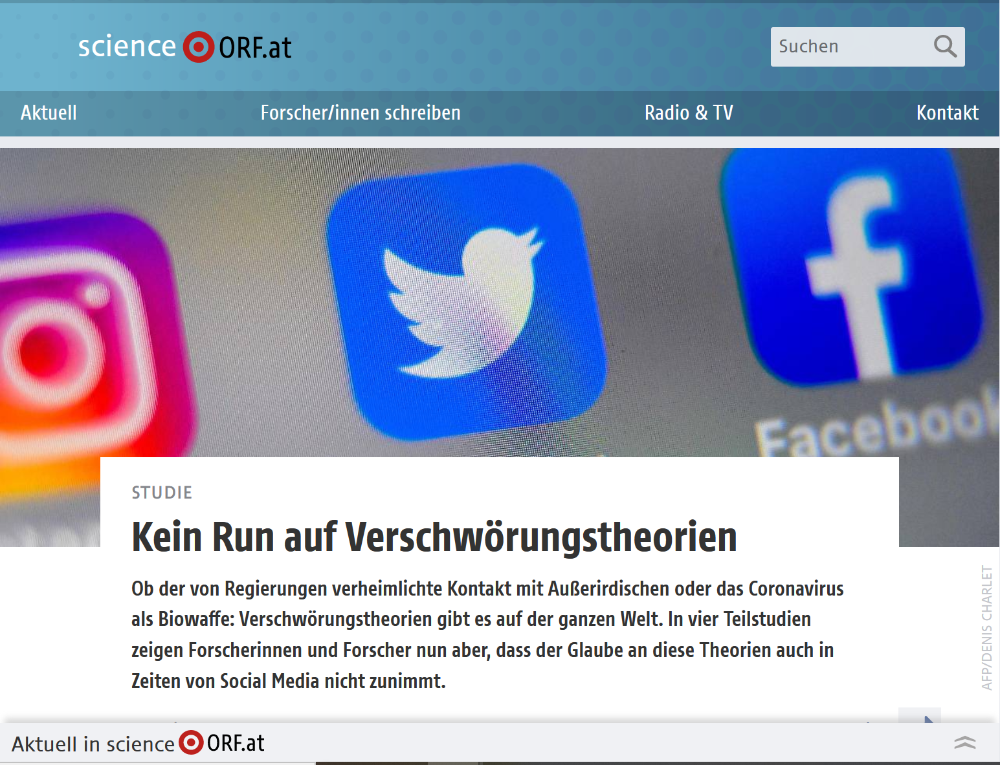 science ORF.at
Suchen
Aktuell
Forscher/innen schreiben
Radio & TV
Kontakt
Facebook
STUDIE
Kein Run auf Verschwörungstheorien
Ob der von Regierungen verheimlichte Kontakt mit Außerirdischen oder das Coronavirus
als Biowaffe: Verschwörungstheorien gibt es auf der ganzen Welt. In vier Teilstudien
zeigen Forscherinnen und Forscher nun aber, dass der Glaube an diese Theorien auch in
Zeiten von Social Media nicht zunimmt.
AFP/DENIS CHARLET
Aktuell in science ORF.at